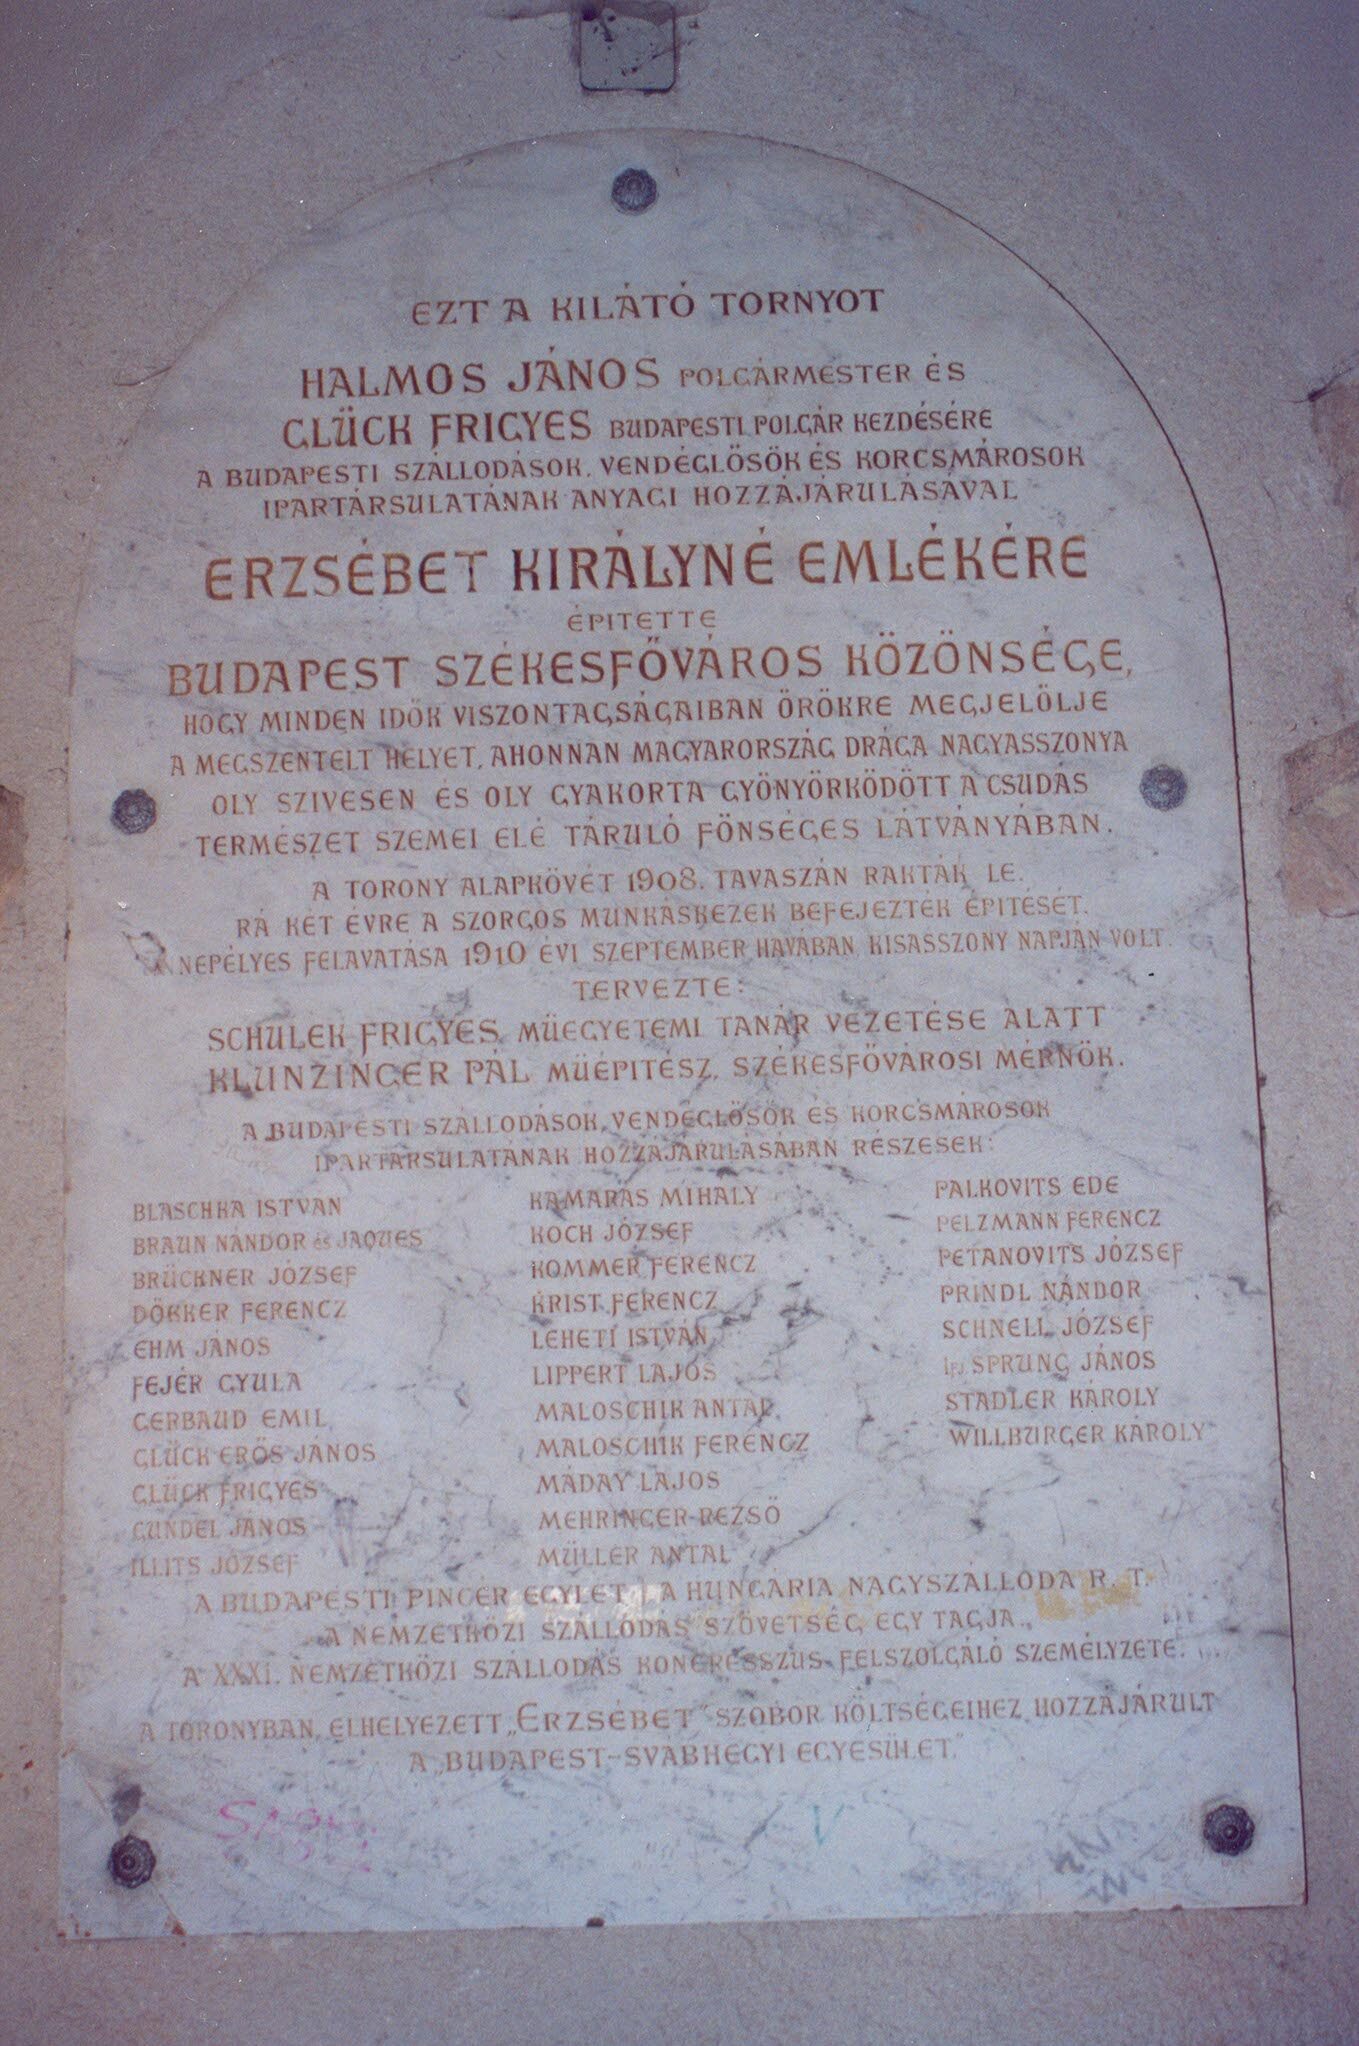 EZT A KILÁTÓ TORNYOT
HALMOS JÁNOS POLGÁRMESTER ÉS
GLÜCK FRIGYES BUDAPESTI POLGÁR KEZDÉSÉRE
A BUDAPESTI SZÁLLODÁSOK, VENDÉGLŐSÖK ÉS KORCSMÁROSOK
IPARTÁRSULATÁNAK ANYAGI HOZZÁJÁRULÁSÁVAL
ERZSÉBET KIRÁLYNÉ EMLÉKÉRE
ÉPITETTE
BUDAPEST SZÉKESFŐVÁROS KÖZÖNSÉGE,
HOGY MINDEN IDŐK VISZONTAGSÁGAIBAN ÖRÖKRE MEGJELÖLJE
A MEGSZENTELT HELYET, AHONNAN MAGYARORSZÁG DRÁGA NAGYASSZONYA
OLY SZIVESEN ÉS OLY GYAKORTA GYÖNYÖRKÖDÖTT A CSUDÁS
TERMÉSZET SZEMEI ELÉ TÁRULÓ FÖNSÉGES LÁTVÁNYÁBAN.
A TORONY ALAPKÖVÉT 1908. TAVASZÁN RAKTÁK LE.
RÁ KÉT ÉVRE A SZORGOS MUNKÁSKEZEK BEFEJEZTÉK ÉPITÉSÉT.
ÜNNEPÉLYES FELAVATÁSA 1910 ÉVI SZEPTEMBER HAVÁBAN, KISASSZONY NAPJÁN VOLT.
TERVEZTE:
SCHULEK FRIGYES MŰEGYETEMI TANÁR VEZETÉSE ALATT
KLUNZINGER PÁL MŰÉPITÉSZ, SZÉKESFŐVÁROSI MÉRNÖK.
A BUDAPESTI SZÁLLODÁSOK, VENDÉGLŐSÖK ÉS KORCSMÁROSOK
IPARTÁRSULATÁNAK HOZZÁJÁRULÁSÁBAN RÉSZESEK:
BLASCHKA ISTVÁN
BRAUN NÁNDOR és JAQUES
BRÜCKNER JÓZSEF
DÖKKER FERENCZ
EHM JÁNOS
FEJÉR GYULA
GERBAUD EMIL
GLÜCK ERŐS JÁNOS
GLÜCK FRIGYES
GUNDEL JÁNOS
ILLITS JÓZSEF
KAMARÁS MIHÁLY
KOCH JÓZSEF
KOMMER FERENCZ
KRIST FERENCZ
LEHETI ISTVÁN
LIPPERT LAJOS
MALOSCHIK ANTAL
MALOSCHIK FERENCZ
MÁDAY LAJOS
MEHRINGER REZSŐ
MÜLLER ANTAL
PALKOVITS EDE
PELZMANN FERENCZ
PETANOVITS JÓZSEF
PRINDL NÁNDOR
SCHNELL JÓZSEF
ifj. SPRUNG JÁNOS
STADLER KÁROLY
WILLBURGER KÁROLY
A BUDAPESTI PINCÉR EGYLET, A HUNGÁRIA NAGYSZÁLLODA R. T.
A NEMZETKÖZI SZÁLLODÁS SZÖVETSÉG EGY TAGJA.
A XXXI. NEMZETKÖZI SZÁLLODÁS KONGRESSZUS FELSZOLGÁLÓ SZEMÉLYZETE.
A TORONYBAN ELHELYEZETT „ERZSÉBET" SZOBOR KÖLTSÉGEIHEZ HOZZÁJÁRULT
A „BUDAPEST-SVÁBHEGYI EGYESÜLET."